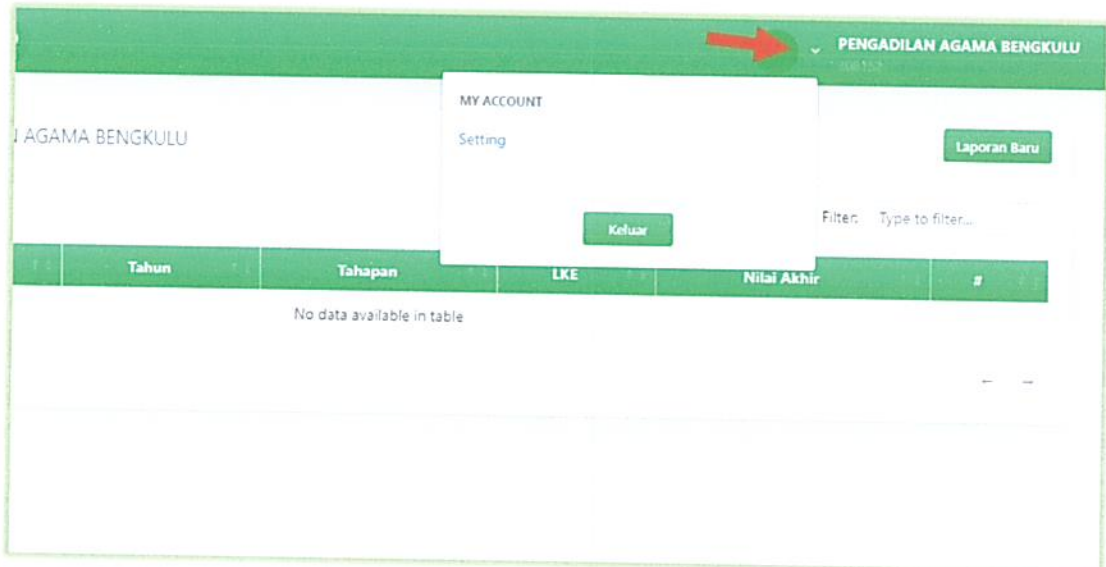 PENGADILAN AGAMA BENGKULU
MY ACCOUNT
Setting
AGAMA BENGKULU
Laporan Baru
Keluar
Filter: Type to filter...
Tahun Tahapan LKE Nilai Akhir #
No data available in table
← →